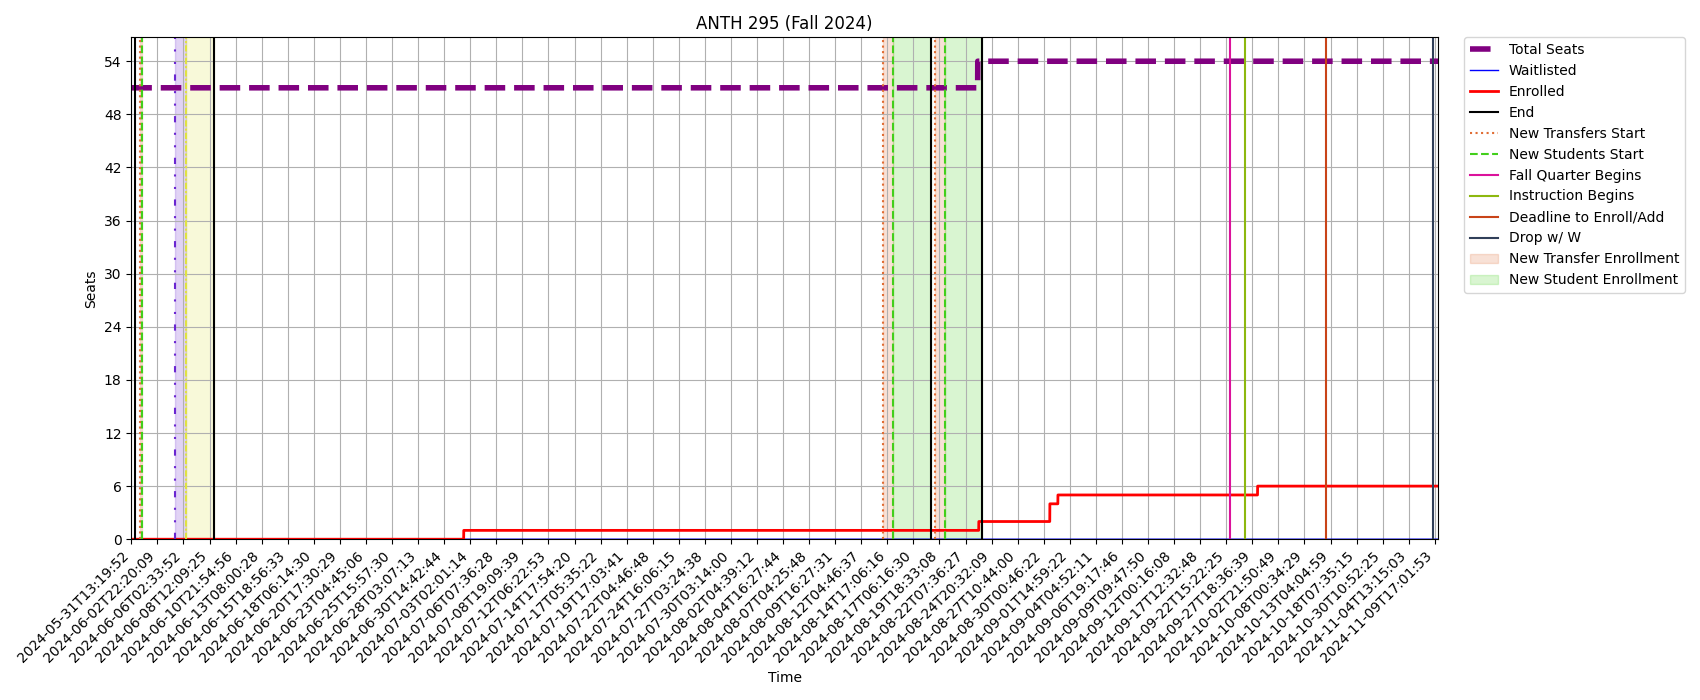 ANTH 295 (Fall 2024)
Seats
54
48
42
36
30
24
18
12
6
0
2024-05-31T13:19:52
2024-06-02T22:20:09
2024-06-06T02:33:52
2024-06-08T12:09:25
2024-06-10T21:54:56
2024-06-13T08:00:28
2024-06-15T18:56:33
2024-06-18T06:14:30
2024-06-20T17:30:29
2024-06-23T04:45:06
2024-06-25T15:57:30
2024-06-28T03:07:13
2024-06-30T14:42:44
2024-07-03T02:01:14
2024-07-06T07:36:28
2024-07-08T19:09:39
2024-07-12T06:22:53
2024-07-14T17:54:20
2024-07-17T05:35:22
2024-07-19T17:03:41
2024-07-22T04:46:48
2024-07-24T16:06:15
2024-07-27T03:24:38
2024-07-30T03:14:00
2024-08-02T04:39:12
2024-08-04T16:27:44
2024-08-07T04:25:48
2024-08-09T16:27:31
2024-08-12T04:46:37
2024-08-14T17:06:16
2024-08-17T06:16:30
2024-08-19T18:33:08
2024-08-22T07:36:27
2024-08-24T20:32:09
2024-08-27T10:44:00
2024-08-30T00:46:22
2024-09-01T14:59:22
2024-09-04T04:52:11
2024-09-06T19:17:46
2024-09-09T09:47:50
2024-09-12T00:16:08
2024-09-17T12:32:48
2024-09-22T15:22:25
2024-09-27T18:36:39
2024-10-02T21:50:49
2024-10-08T00:34:29
2024-10-13T04:04:59
2024-10-18T07:35:15
2024-10-30T10:52:25
2024-11-04T13:15:03
2024-11-09T17:01:53
Time
Total Seats
Waitlisted
Enrolled
End
New Transfers Start
New Students Start
Fall Quarter Begins
Instruction Begins
Deadline to Enroll/Add
Drop w/ W
New Transfer Enrollment
New Student Enrollment